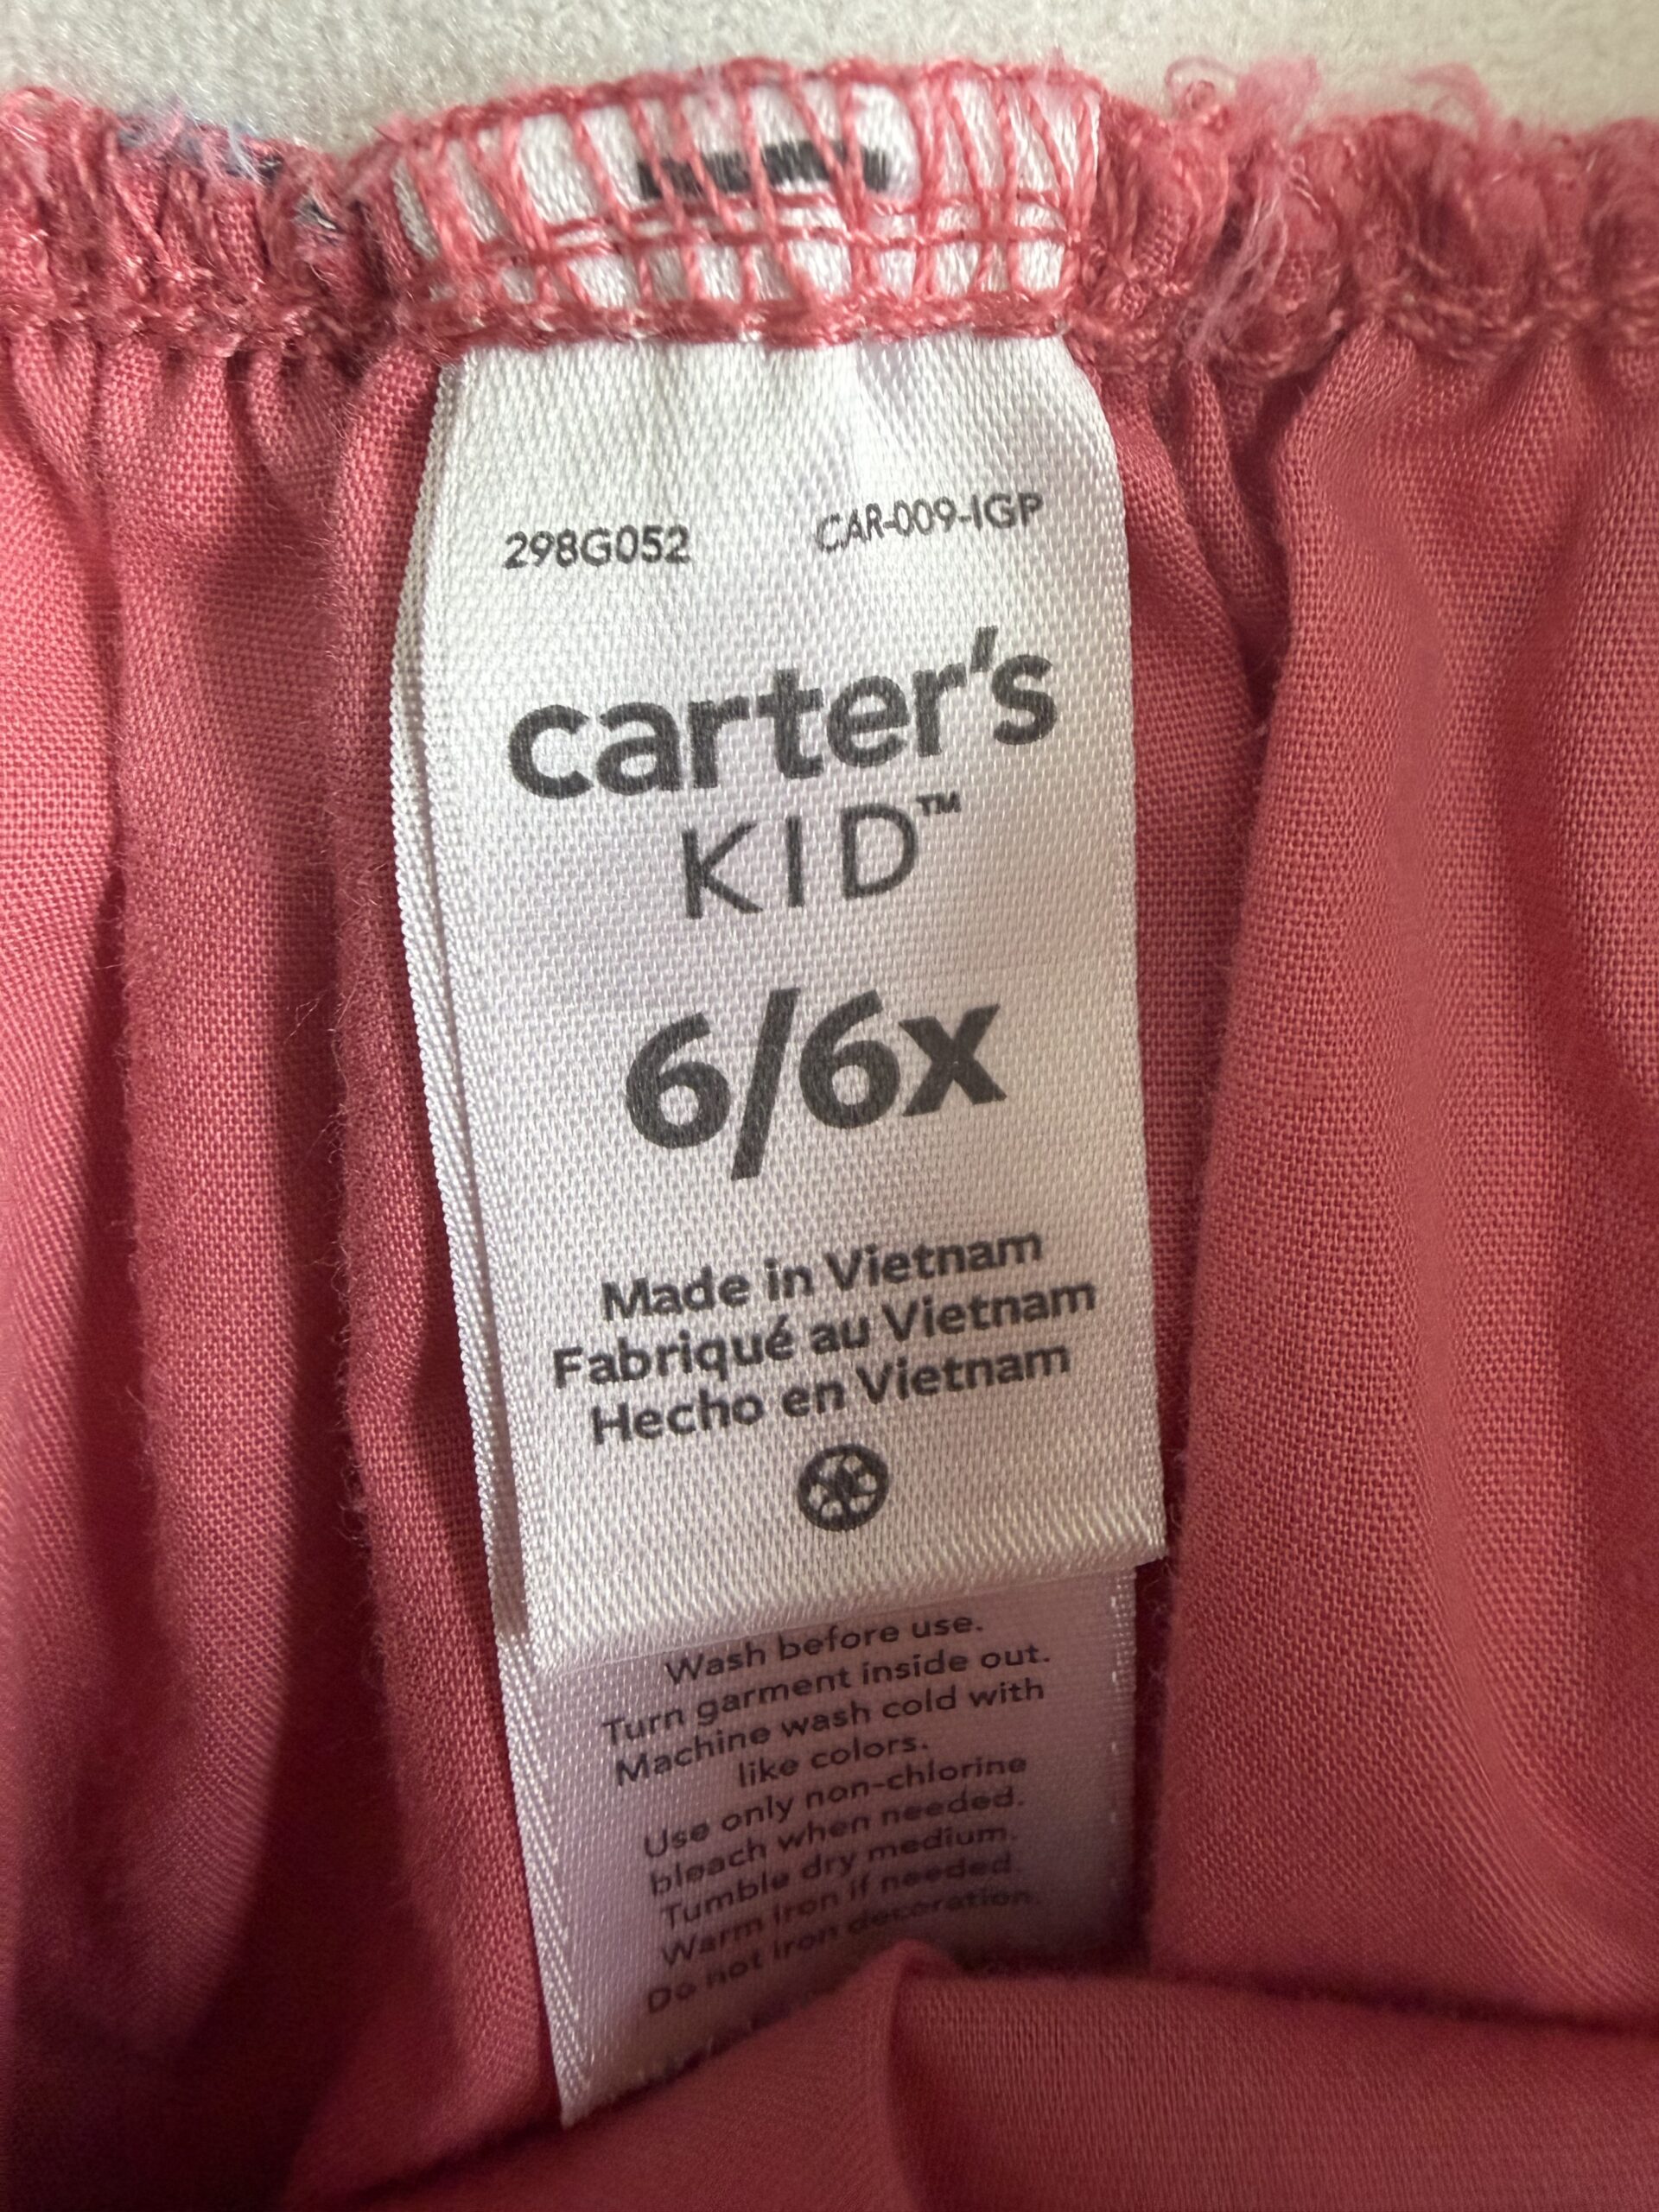 298G052 CAR-009-IGP
carter's
KID™
6/6x
Made in Vietnam
Fabriqué au Vietnam
Hecho en Vietnam
Wash before use.
Turn garment inside out.
Machine wash cold with
like colors.
Use only non-chlorine
bleach when needed.
Tumble dry medium.
Warm iron if needed.
Do not iron decoration.